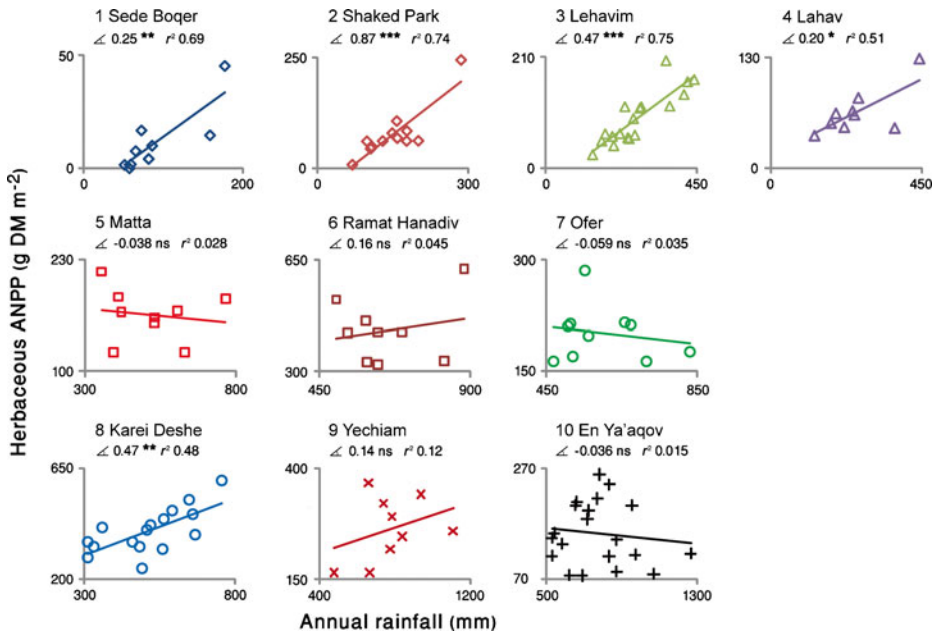 1 Sede Boqer
∠ 0.25 ** r² 0.69
50
0
0 200
2 Shaked Park
∠ 0.87 *** r² 0.74
250
0
0 300
3 Lehavim
∠ 0.47 *** r² 0.75
210
0
0 450
4 Lahav
∠ 0.20 * r² 0.51
130
0
0 450
5 Matta
∠ -0.038 ns r² 0.028
230
100
300 800
6 Ramat Hanadiv
∠ 0.16 ns r² 0.045
650
300
450 900
7 Ofer
∠ -0.059 ns r² 0.035
300
150
450 850
8 Karei Deshe
∠ 0.47 ** r² 0.48
650
200
200 800
9 Yechiam
∠ 0.14 ns r² 0.12
400
150
400 1200
10 En Ya'aqov
∠ -0.036 ns r² 0.015
270
70
500 1300
Herbaceous ANPP (g DM m⁻²)
Annual rainfall (mm)